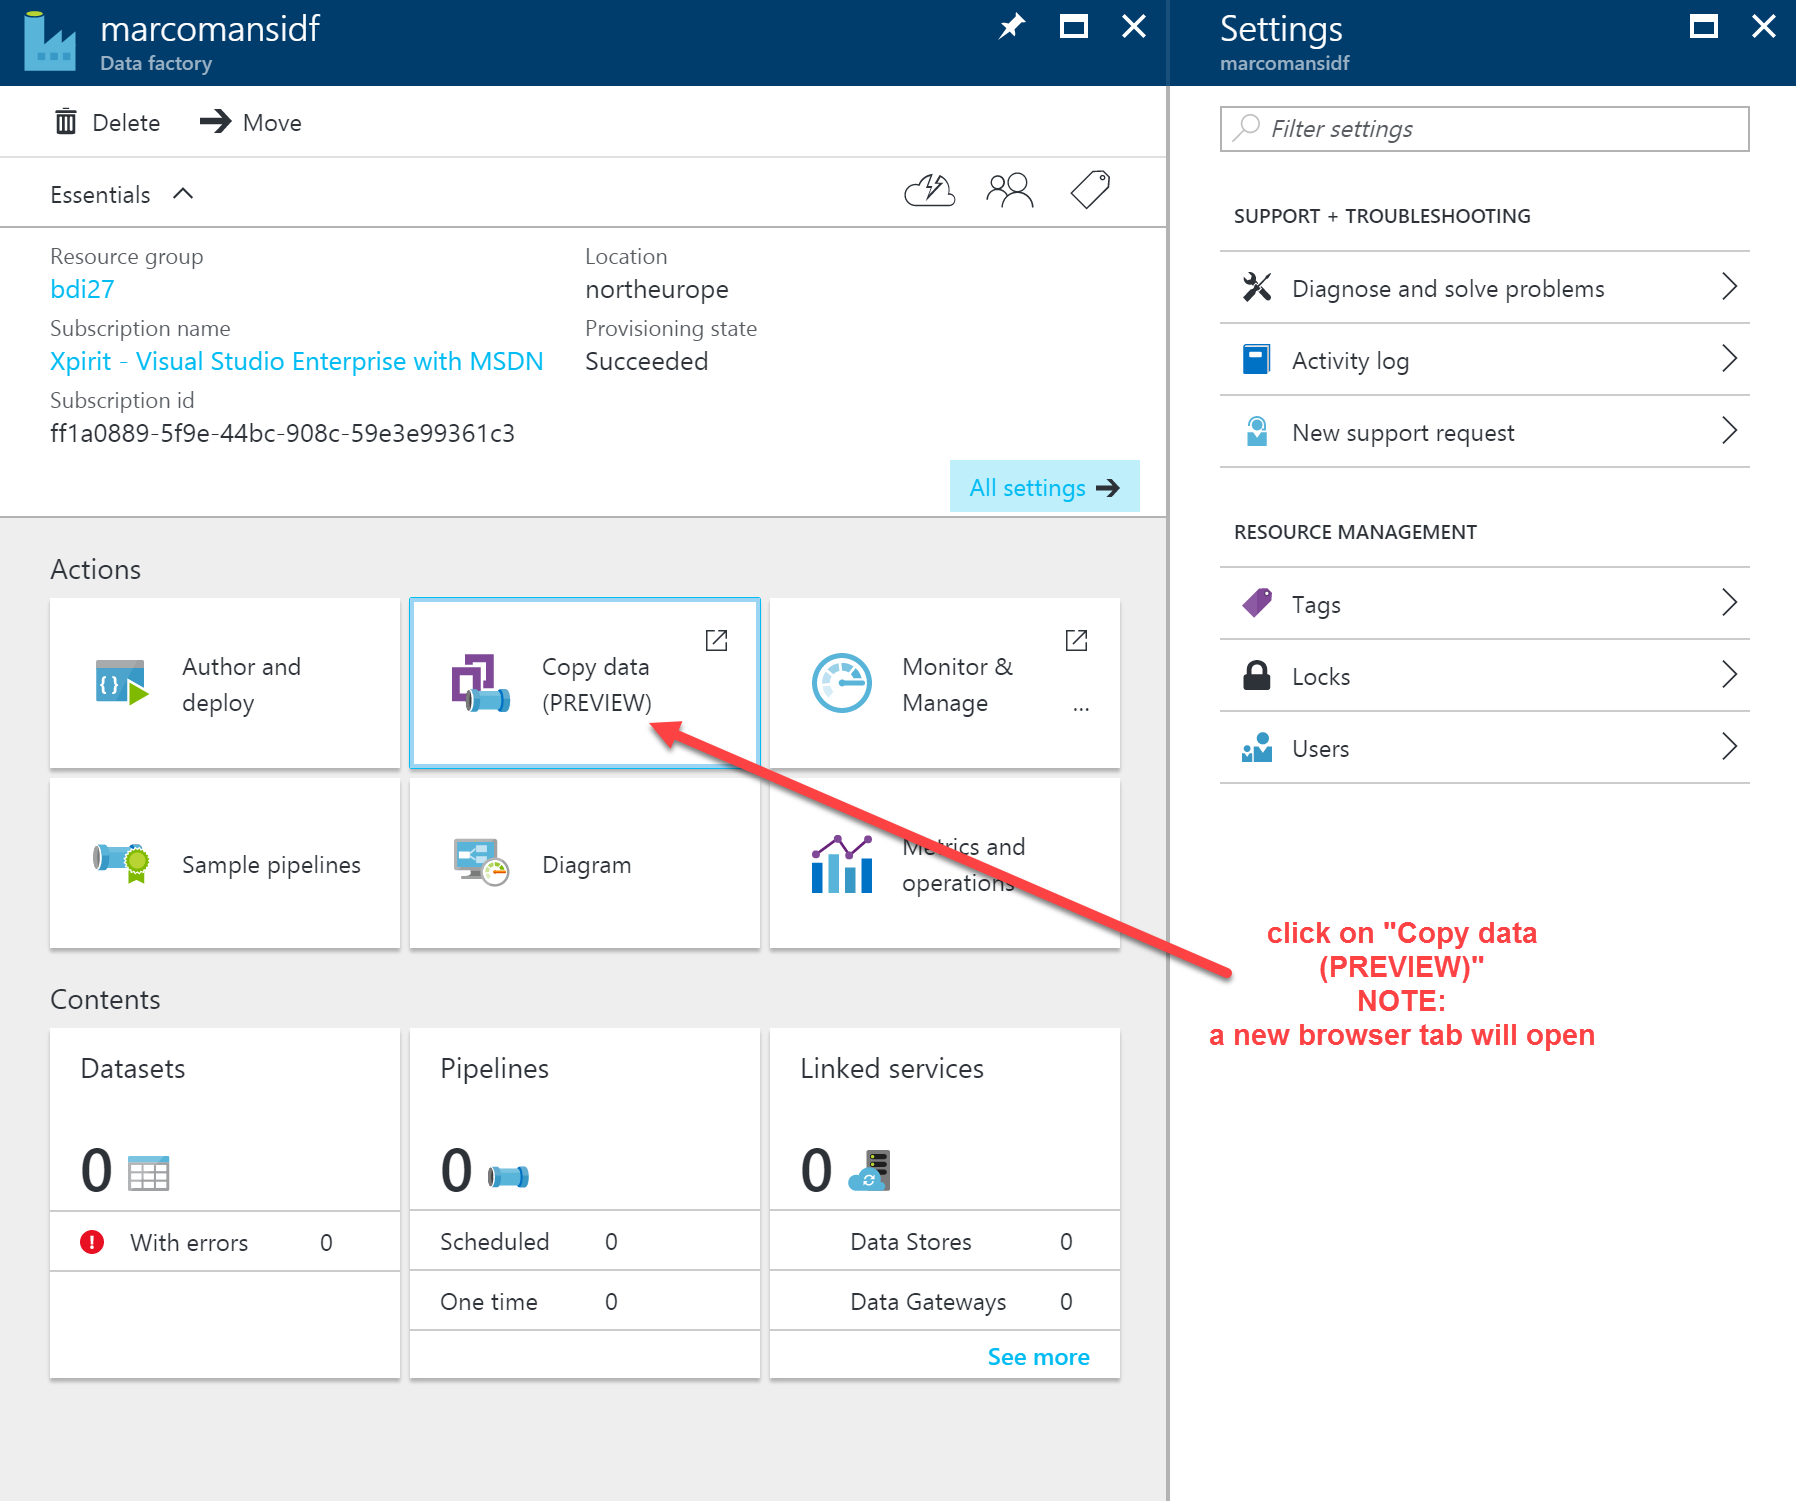 marcomansidf
Data factory
Delete
Move
Essentials
Resource group
bdi27
Subscription name
Xpirit - Visual Studio Enterprise with MSDN
Subscription id
ff1a0889-5f9e-44bc-908c-59e3e99361c3
Location
northeurope
Provisioning state
Succeeded
All settings
Actions
Author and
deploy
Copy data
(PREVIEW)
Monitor &
Manage
...
Sample pipelines
Diagram
Metrics and
operations
Contents
Datasets
0
With errors 0
Pipelines
0
Scheduled 0
One time 0
Linked services
0
Data Stores 0
Data Gateways 0
See more
Settings
marcomansidf
Filter settings
SUPPORT + TROUBLESHOOTING
Diagnose and solve problems
Activity log
New support request
RESOURCE MANAGEMENT
Tags
Locks
Users
click on "Copy data
(PREVIEW)"
NOTE:
a new browser tab will open